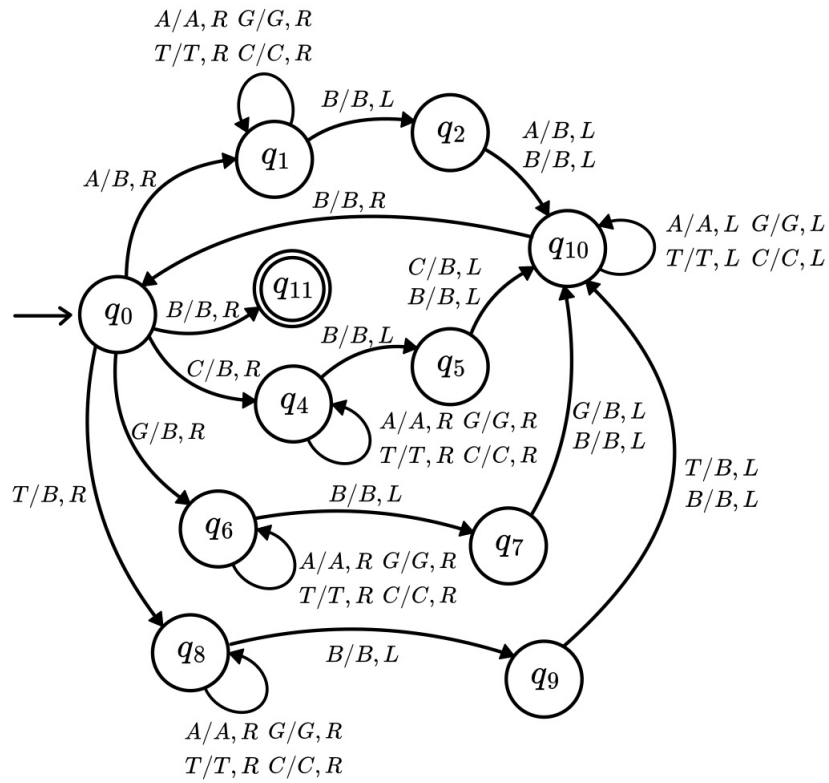 A/A, R G/G, R
T/T, R C/C, R
B/B, L
q1
q2
A/B, L
B/B, L
A/B, R
B/B, R
q10
A/A, L G/G, L
T/T, L C/C, L
q11
C/B, L
B/B, L
q0
B/B, R
B/B, L
q5
C/B, R
q4
A/A, R G/G, R
T/T, R C/C, R
G/B, L
B/B, L
G/B, R
T/B, L
B/B, L
T/B, R
B/B, L
q6
q7
A/A, R G/G, R
T/T, R C/C, R
q8
B/B, L
q9
A/A, R G/G, R
T/T, R C/C, R